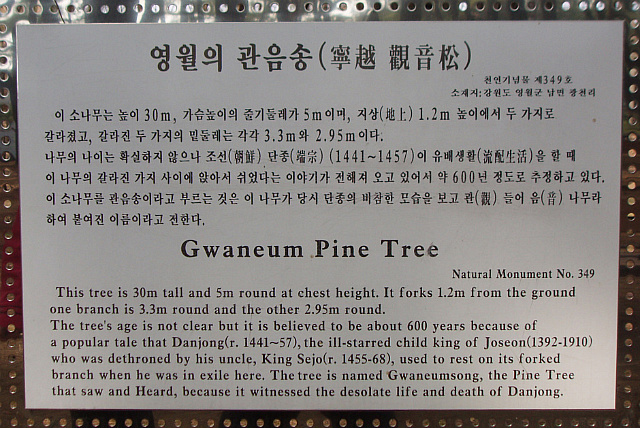 영월의 관음송(寧越 觀音松)
천연기념물 제349호
소재지:강원도 영월군 남면 광천리
이 소나무는 높이 30m, 가슴높이의 줄기둘레가 5m이며, 지상(地上) 1.2m 높이에서 두 가지로
갈라졌고, 갈라진 두 가지의 밑둘레는 각각 3.3m와 2.95m이다.
나무의 나이는 확실하지 않으나 조선(朝鮮) 단종(端宗) (1441~1457)이 유배생활(流配生活)을 할 때
이 나무의 갈라진 가지 사이에 앉아서 쉬었다는 이야기가 전해져 오고 있어서 약 600년 정도로 추정하고 있다.
이 소나무를 관음송이라고 부르는 것은 이 나무가 당시 단종의 비참한 모습을 보고 관(觀) 들어 음(音) 나무라
하여 붙여진 이름이라고 전한다.
Gwaneum Pine Tree
Natural Monument No. 349
This tree is 30m tall and 5m round at chest height. It forks 1.2m from the ground
one branch is 3.3m round and the other 2.95m round.
The tree's age is not clear but it is believed to be about 600 years because of
a popular tale that Danjong(r. 1441~57), the ill-starred child king of Joseon(1392-1910)
who was dethroned by his uncle, King Sejo(r. 1455-68), used to rest on its forked
branch when he was in exile here. The tree is named Gwaneumsong, the Pine Tree
that saw and Heard, because it witnessed the desolate life and death of Danjong.